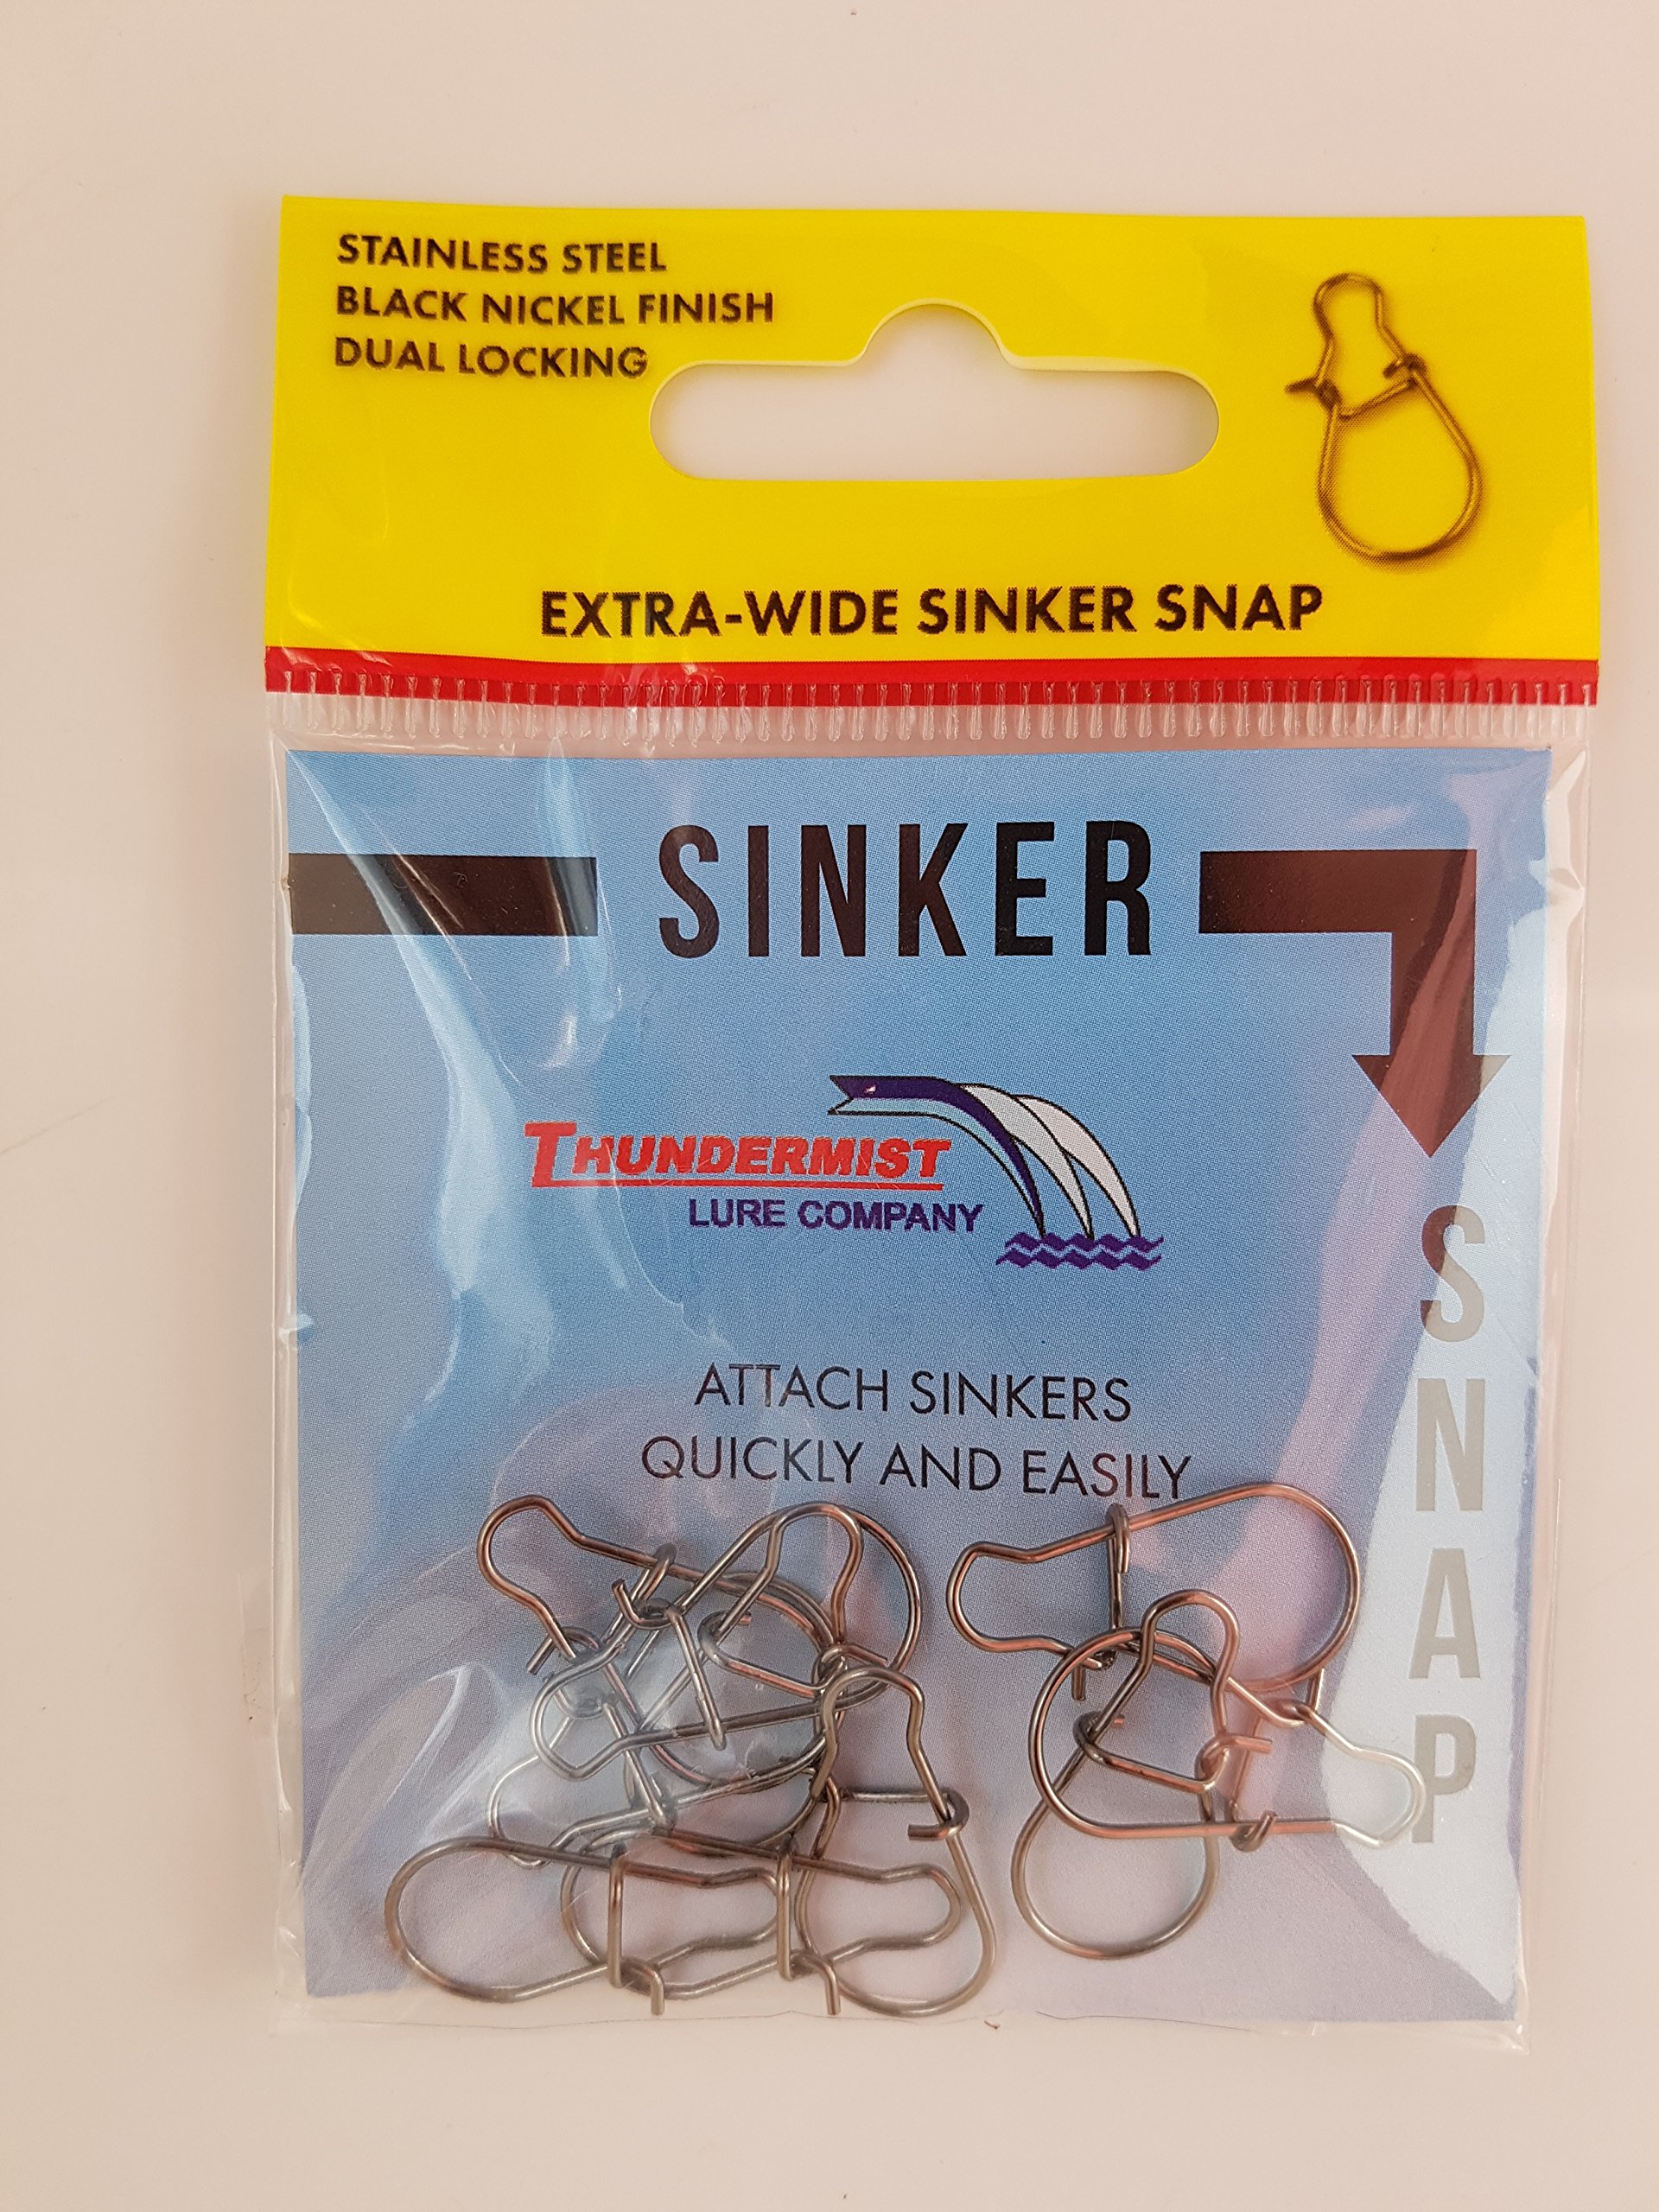 STAINLESS STEEL
BLACK NICKEL FINISH
DUAL LOCKING
EXTRA-WIDE SINKER SNAP
SINKER
THUNDERMIST
LURE COMPANY
ATTACH SINKERS
QUICKLY AND EASILY
SNAP